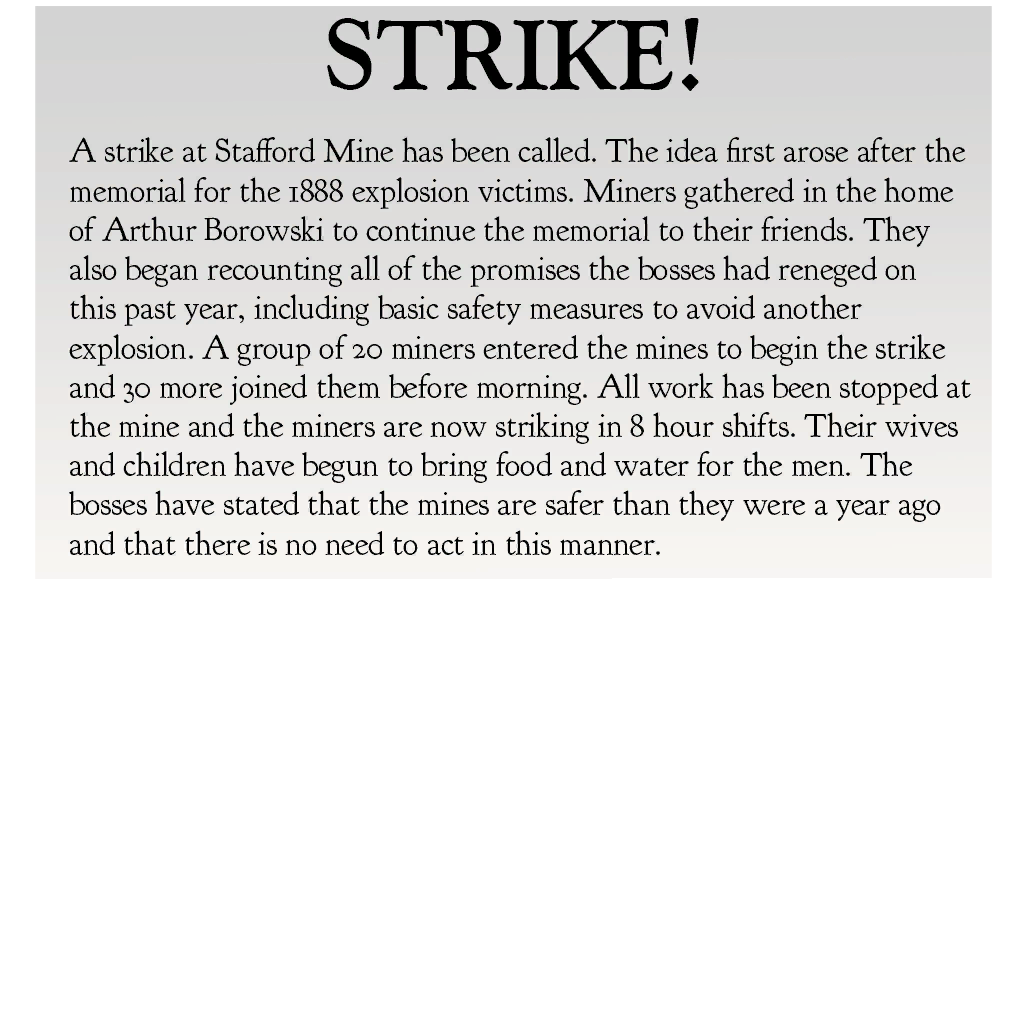 STRIKE!
A strike at Stafford Mine has been called. The idea first arose after the
memorial for the 1888 explosion victims. Miners gathered in the home
of Arthur Borowski to continue the memorial to their friends. They
also began recounting all of the promises the bosses had reneged on
this past year, including basic safety measures to avoid another
explosion. A group of 20 miners entered the mines to begin the strike
and 30 more joined them before morning. All work has been stopped at
the mine and the miners are now striking in 8 hour shifts. Their wives
and children have begun to bring food and water for the men. The
bosses have stated that the mines are safer than they were a year ago
and that there is no need to act in this manner.